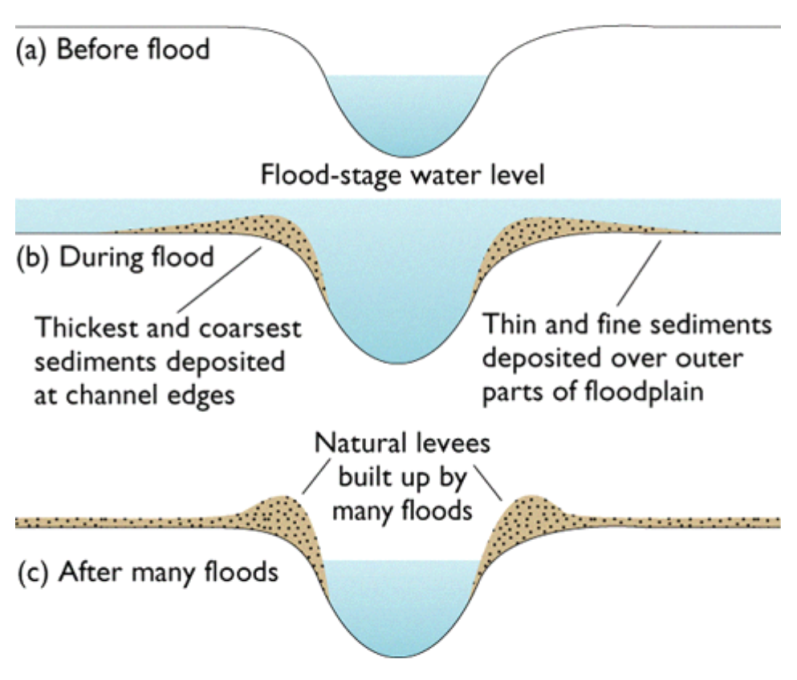 (a) Before flood
Flood-stage water level
(b) During flood
Thickest and coarsest
sediments deposited
at channel edges
Thin and fine sediments
deposited over outer
parts of floodplain
Natural levees
built up by
many floods
(c) After many floods